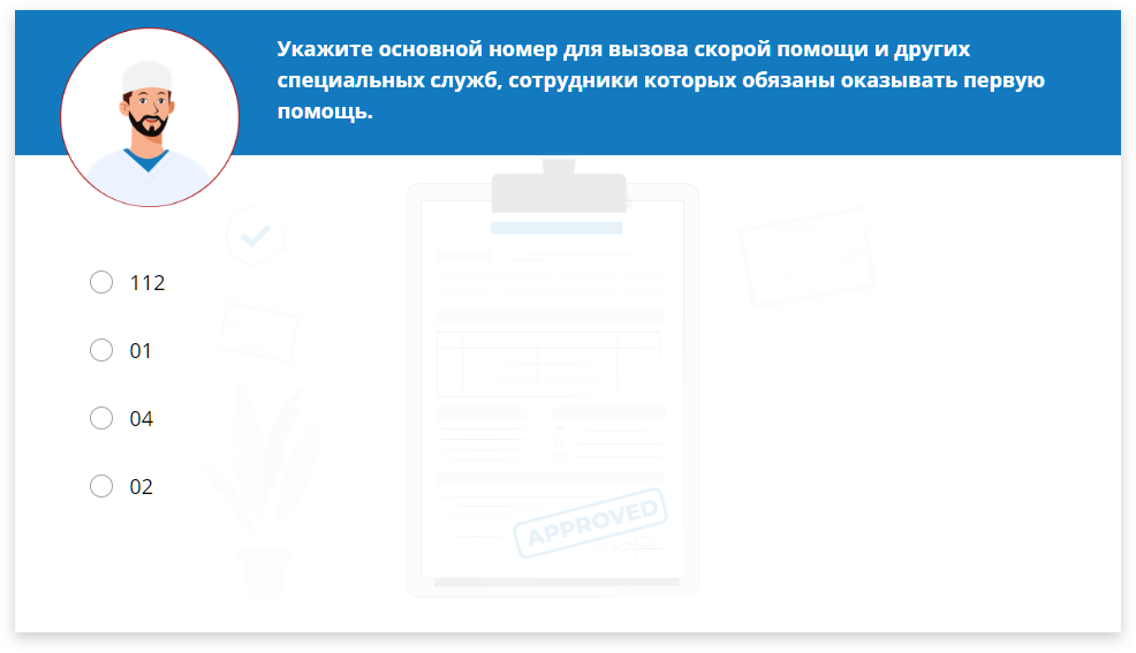 Укажите основной номер для вызова скорой помощи и других
специальных служб, сотрудники которых обязаны оказывать первую
помощь.
112
01
04
02
APPROVED